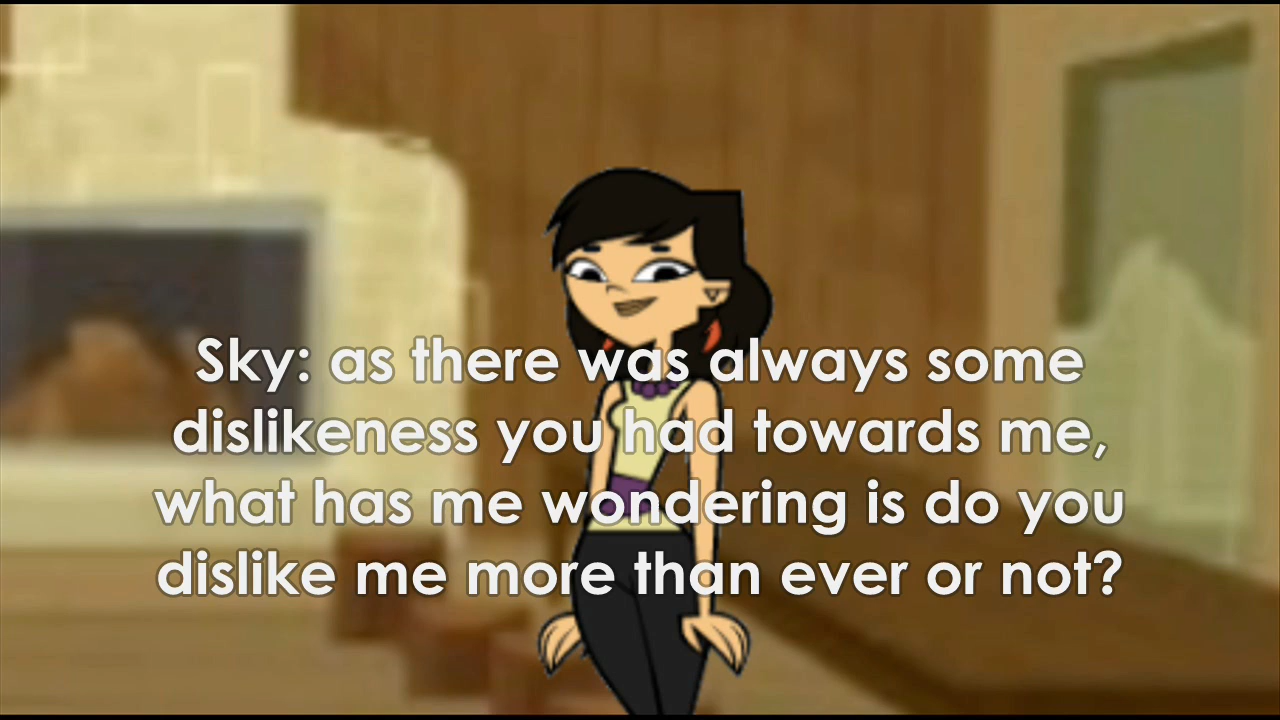 Sky: as there was always some
dislikeness you had towards me,
what has me wondering is do you
dislike me more than ever or not?